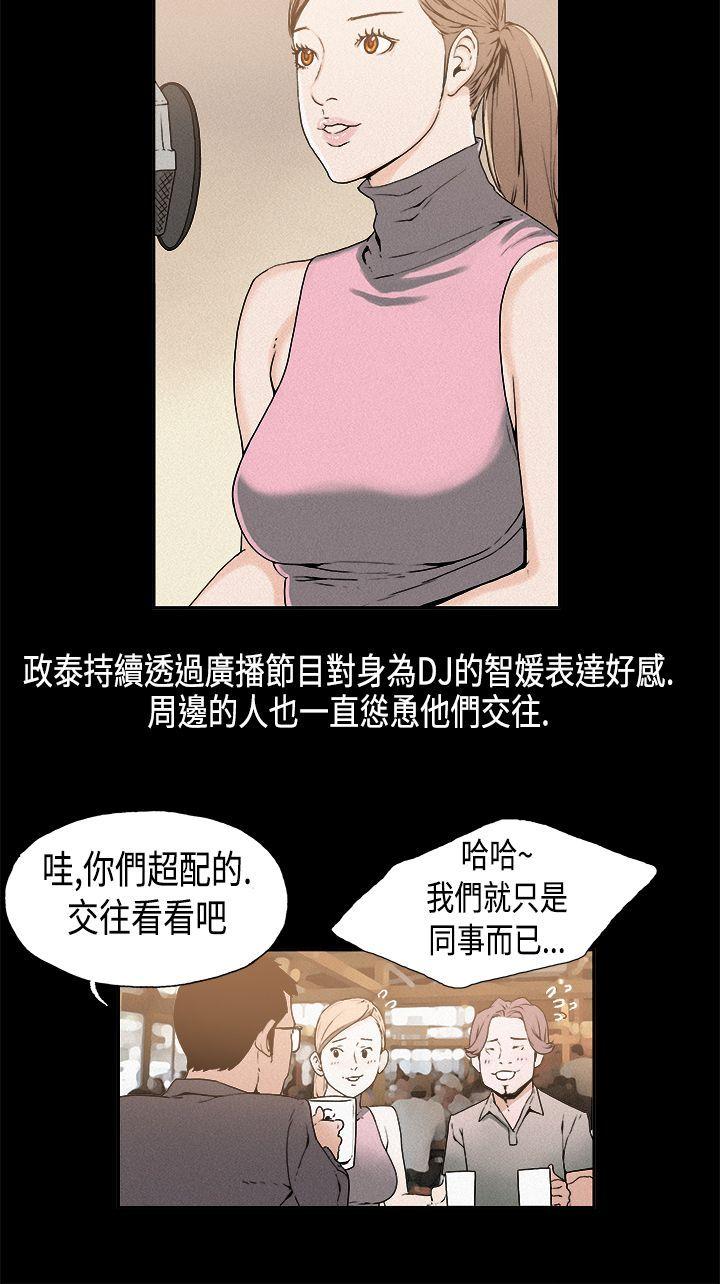 政泰持續透過廣播節目對身為DJ的智媛表達好感.
周邊的人也一直慫恿他們交往.
哇,你們超配的.
交往看看吧
哈哈~
我們就只是
同事而已...